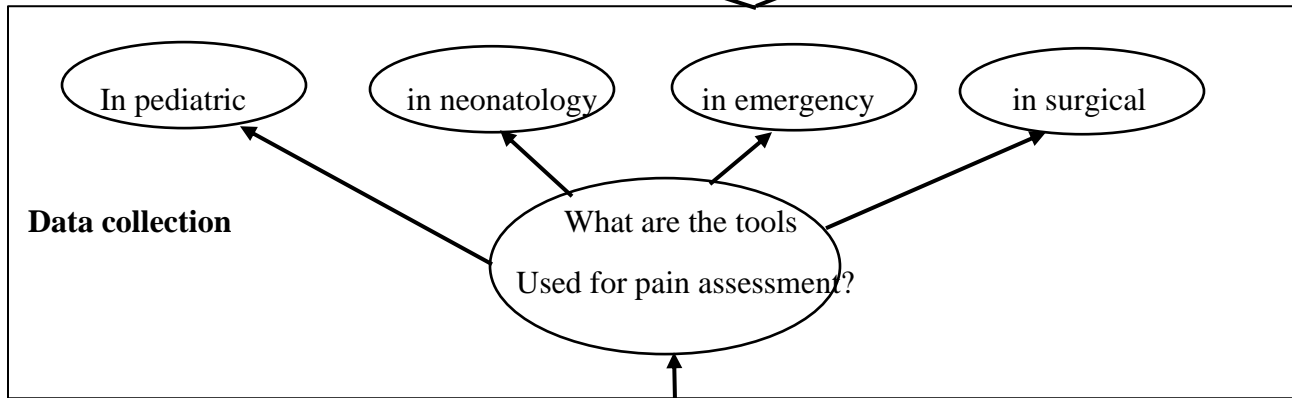 In pediatric
in neonatology
in emergency
in surgical
Data collection
What are the tools
Used for pain assessment?